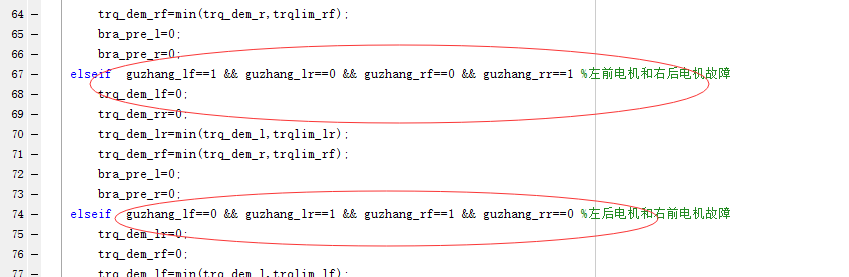 64 — trq_dem_rf=min(trq_dem_r,trqlim_rf);
65 — bra_pre_l=0;
66 — bra_pre_r=0;
67 — elseif guzhang_lf==1 && guzhang_lr==0 && guzhang_rf==0 && guzhang_rr==1 %左前电机和右后电机故障
68 — trq_dem_lf=0;
69 — trq_dem_rr=0;
70 — trq_dem_lr=min(trq_dem_l,trqlim_lr);
71 — trq_dem_rf=min(trq_dem_r,trqlim_rf);
72 — bra_pre_l=0;
73 — bra_pre_r=0;
74 — elseif guzhang_lf==0 && guzhang_lr==1 && guzhang_rf==1 && guzhang_rr==0 %左后电机和右前电机故障
75 — trq_dem_lr=0;
76 — trq_dem_rf=0;
77 — trq_dem_lf=min(trq_dem_l,trqlim_lf);